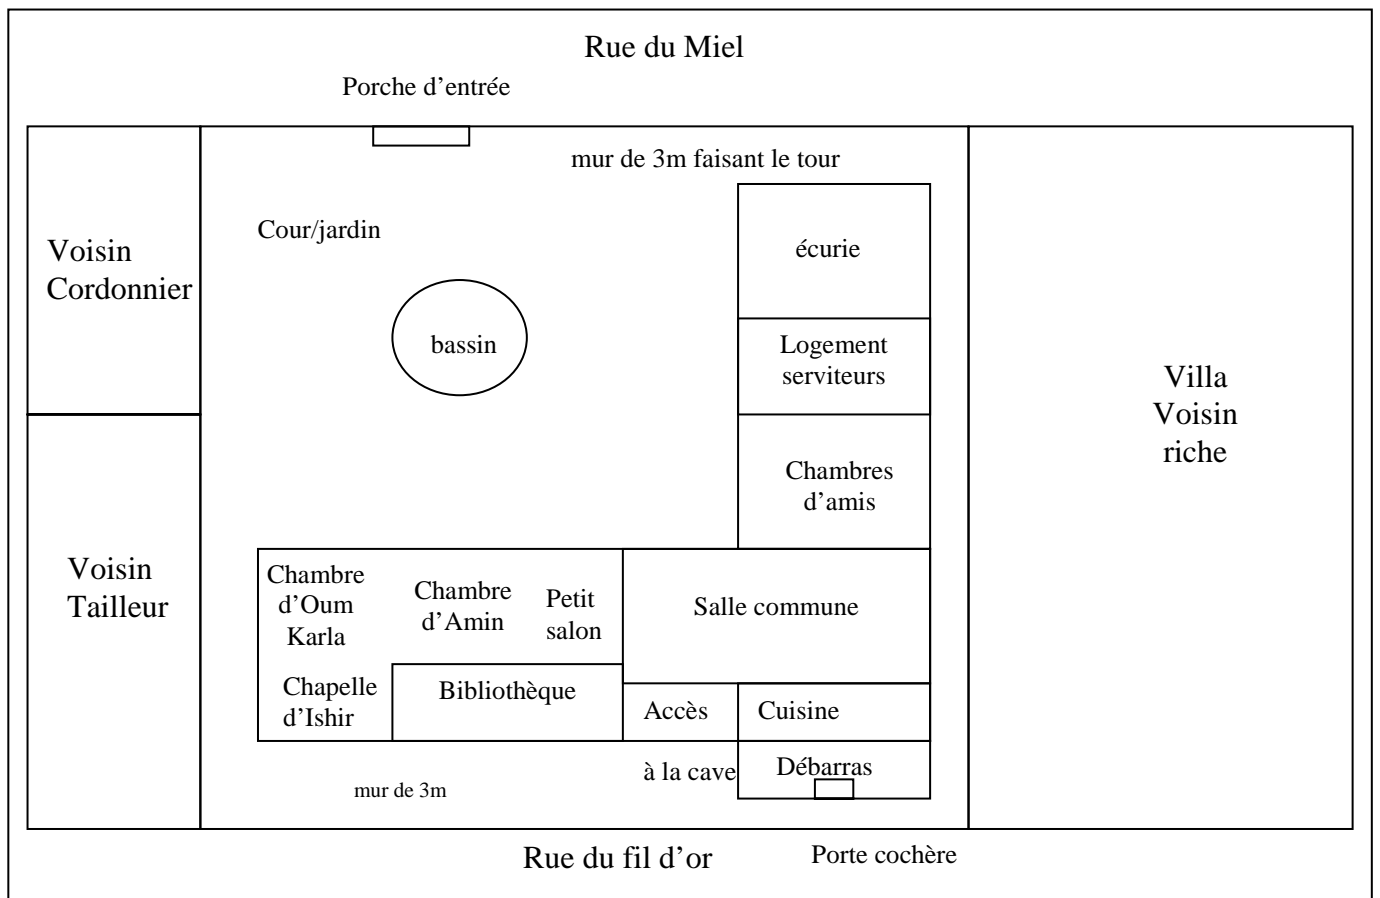 Rue du Miel
Porche d’entrée
mur de 3m faisant le tour
Cour/jardin
Voisin
Cordonnier
écurie
bassin
Logement
serviteurs
Villa
Voisin
riche
Chambres
d’amis
Voisin
Tailleur
Chambre
d’Oum
Karla
Chambre
d’Amin
Petit
salon
Salle commune
Chapelle
d’Ishir
Bibliothèque
Accès
à la cave
Cuisine
Débarras
mur de 3m
Rue du fil d’or
Porte cochère